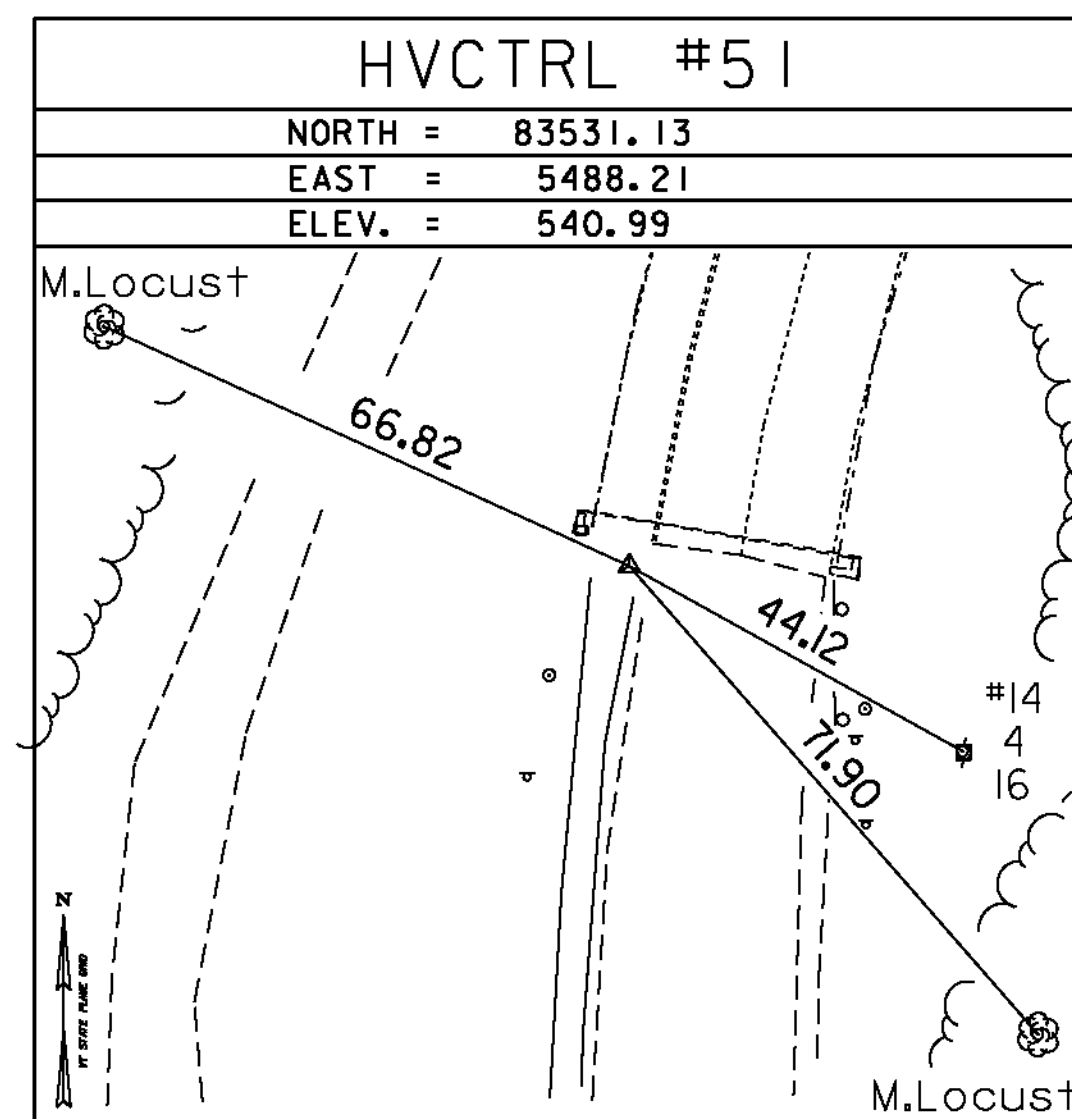 HVCTRL #51
NORTH = 83531.13
EAST = 5488.21
ELEV. = 540.99
M.Locust
66.82
44.12
71.90
#14
4
16
N
VT STATE PLANE GRID
M.Locust